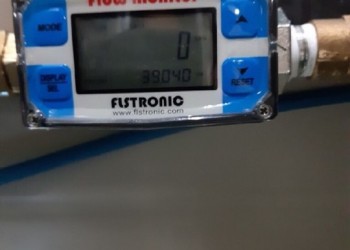 Flow Monitor
MODE
0
DISPLAY
SEL
39040
RESET
FLSTRONIC
www.flstronic.com